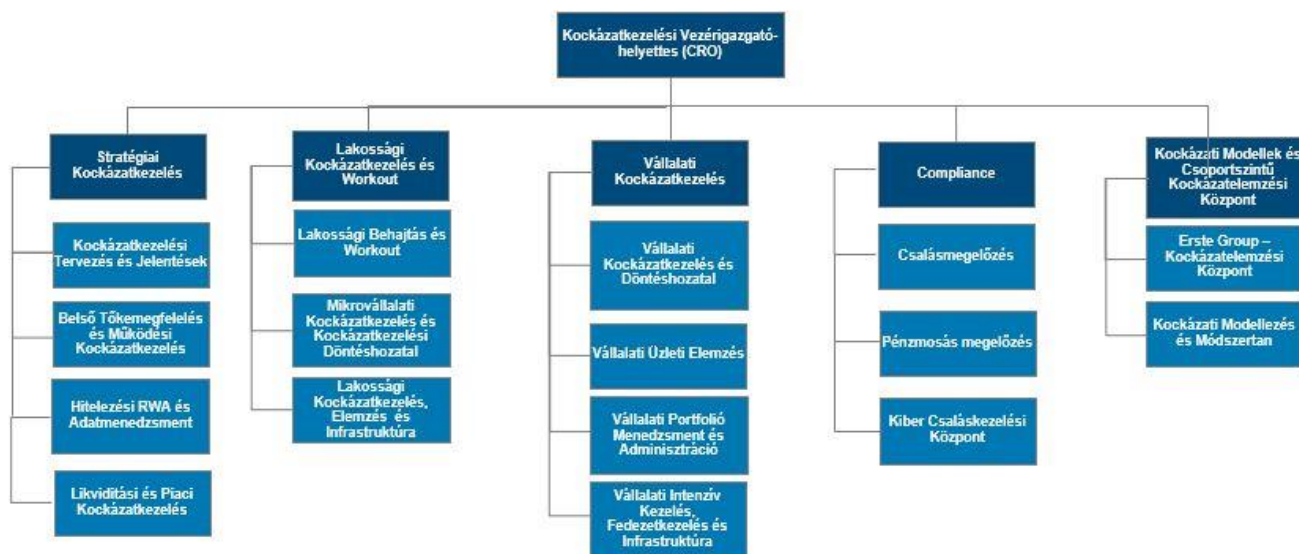 Kockázatkezelési Vezérigazgató-
helyettes (CRO)
Stratégiai
Kockázatkezelés
Kockázatkezelési
Tervezés és Jelentések
Belső Tőkemegfelelés
és Működési
Kockázatkezelés
Hitelezési RWA és
Adatmenedzsment
Likviditási és Piaci
Kockázatkezelés
Lakossági
Kockázatkezelés és
Workout
Lakossági Behajtás és
Workout
Mikrovállalati
Kockázatkezelés és
Kockázatkezelési
Döntéshozatal
Lakossági
Kockázatkezelés,
Elemzés és
Infrastruktúra
Vállalati
Kockázatkezelés
Vállalati
Kockázatkezelés és
Döntéshozatal
Vállalati Üzleti Elemzés
Vállalati Portfolió
Menedzsment és
Adminisztráció
Vállalati Intenzív
Kezelés,
Fedezetkezelés és
Infrastruktúra
Compliance
Csalásmegelőzés
Pénzmosás megelőzés
Kiber Csaláskezelési
Központ
Kockázati Modellek és
Csoportszintű
Kockázatelemzési
Központ
Erste Group –
Kockázatelemzési
Központ
Kockázati Modellezés
és Módszertan